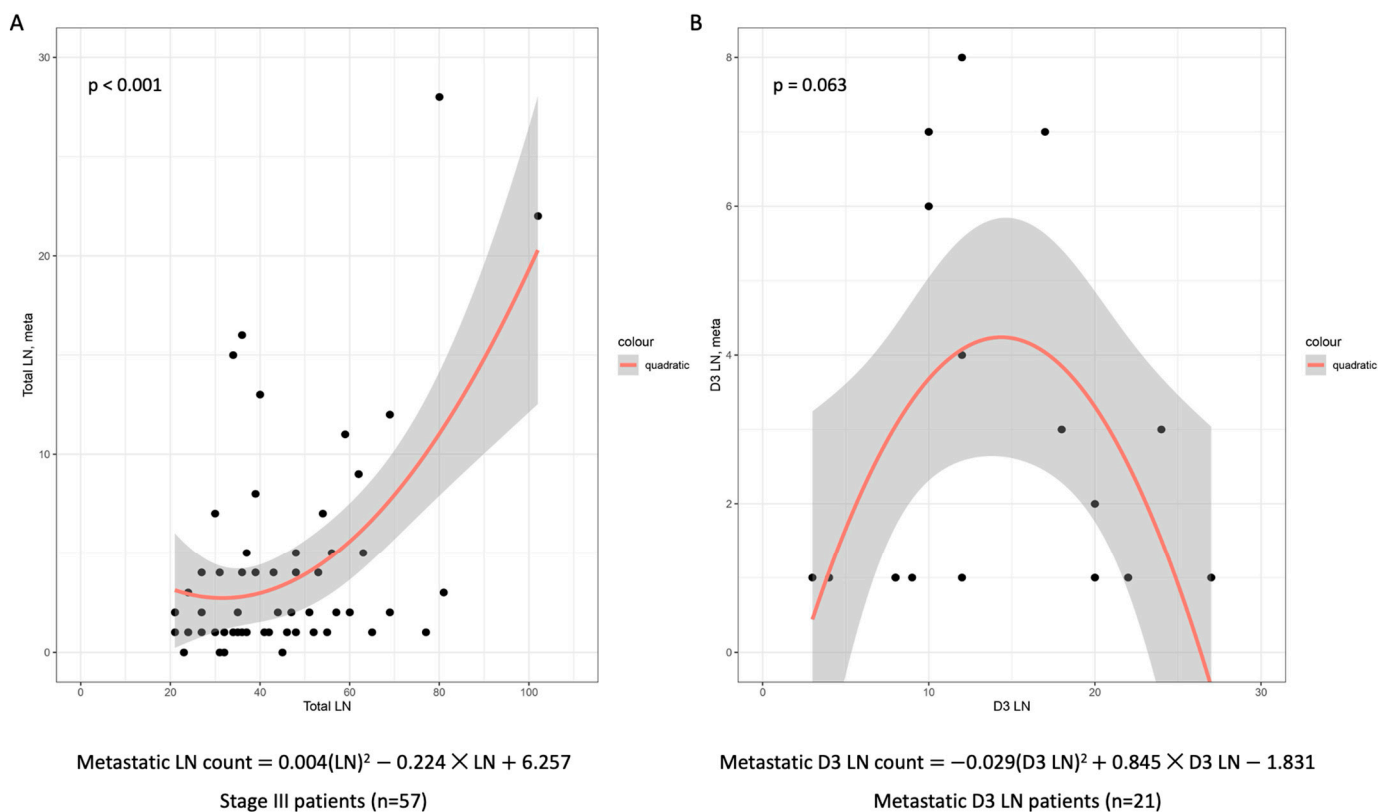 A
p < 0.001
30
20
10
0
Total LN, meta
0 20 40 60 80 100
Total LN
colour
quadratic
Metastatic LN count = 0.004(LN)² − 0.224 × LN + 6.257
Stage III patients (n=57)
B
p = 0.063
8
6
4
2
0
D3 LN, meta
0 10 20 30
D3 LN
colour
quadratic
Metastatic D3 LN count = −0.029(D3 LN)² + 0.845 × D3 LN − 1.831
Metastatic D3 LN patients (n=21)